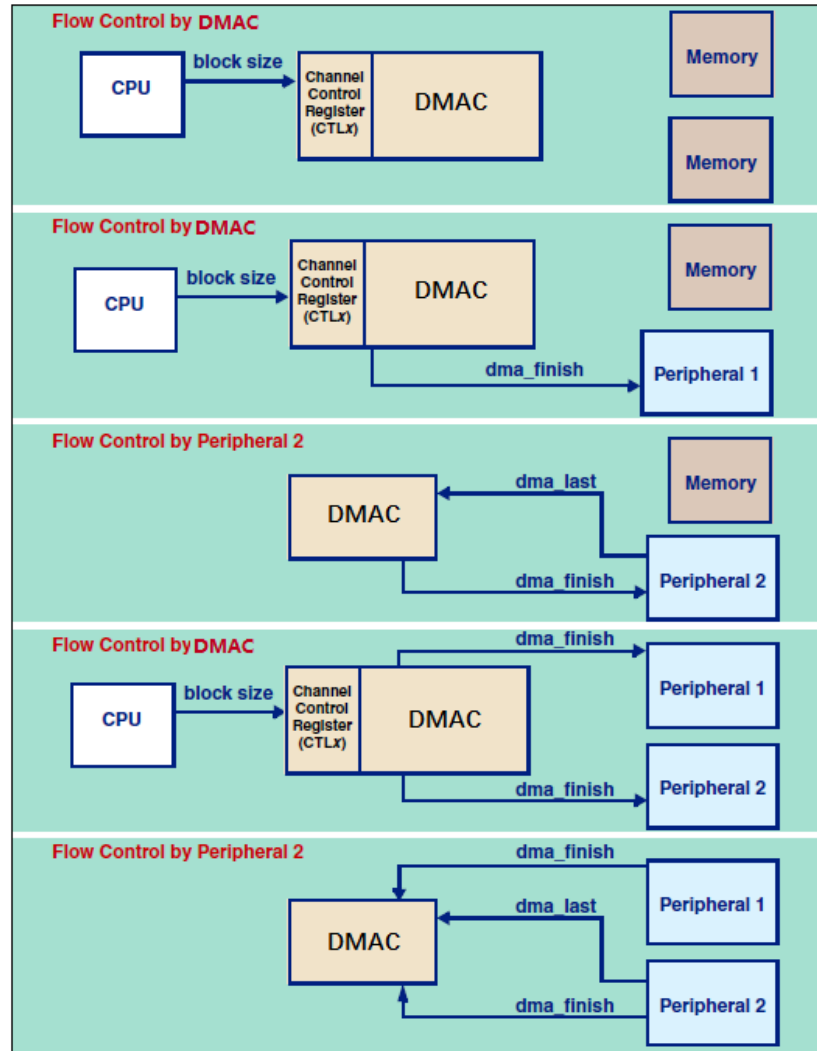 Flow Control by DMAC
block size
CPU
Channel
Control
Register
(CTLx)
DMAC
Memory
Memory
Flow Control by DMAC
block size
CPU
Channel
Control
Register
(CTLx)
DMAC
Memory
dma_finish
Peripheral 1
Flow Control by Peripheral 2
DMAC
dma_last
Memory
dma_finish
Peripheral 2
Flow Control by DMAC
dma_finish
block size
CPU
Channel
Control
Register
(CTLx)
DMAC
Peripheral 1
dma_finish
Peripheral 2
Flow Control by Peripheral 2
dma_finish
Peripheral 1
dma_last
DMAC
dma_finish
Peripheral 2